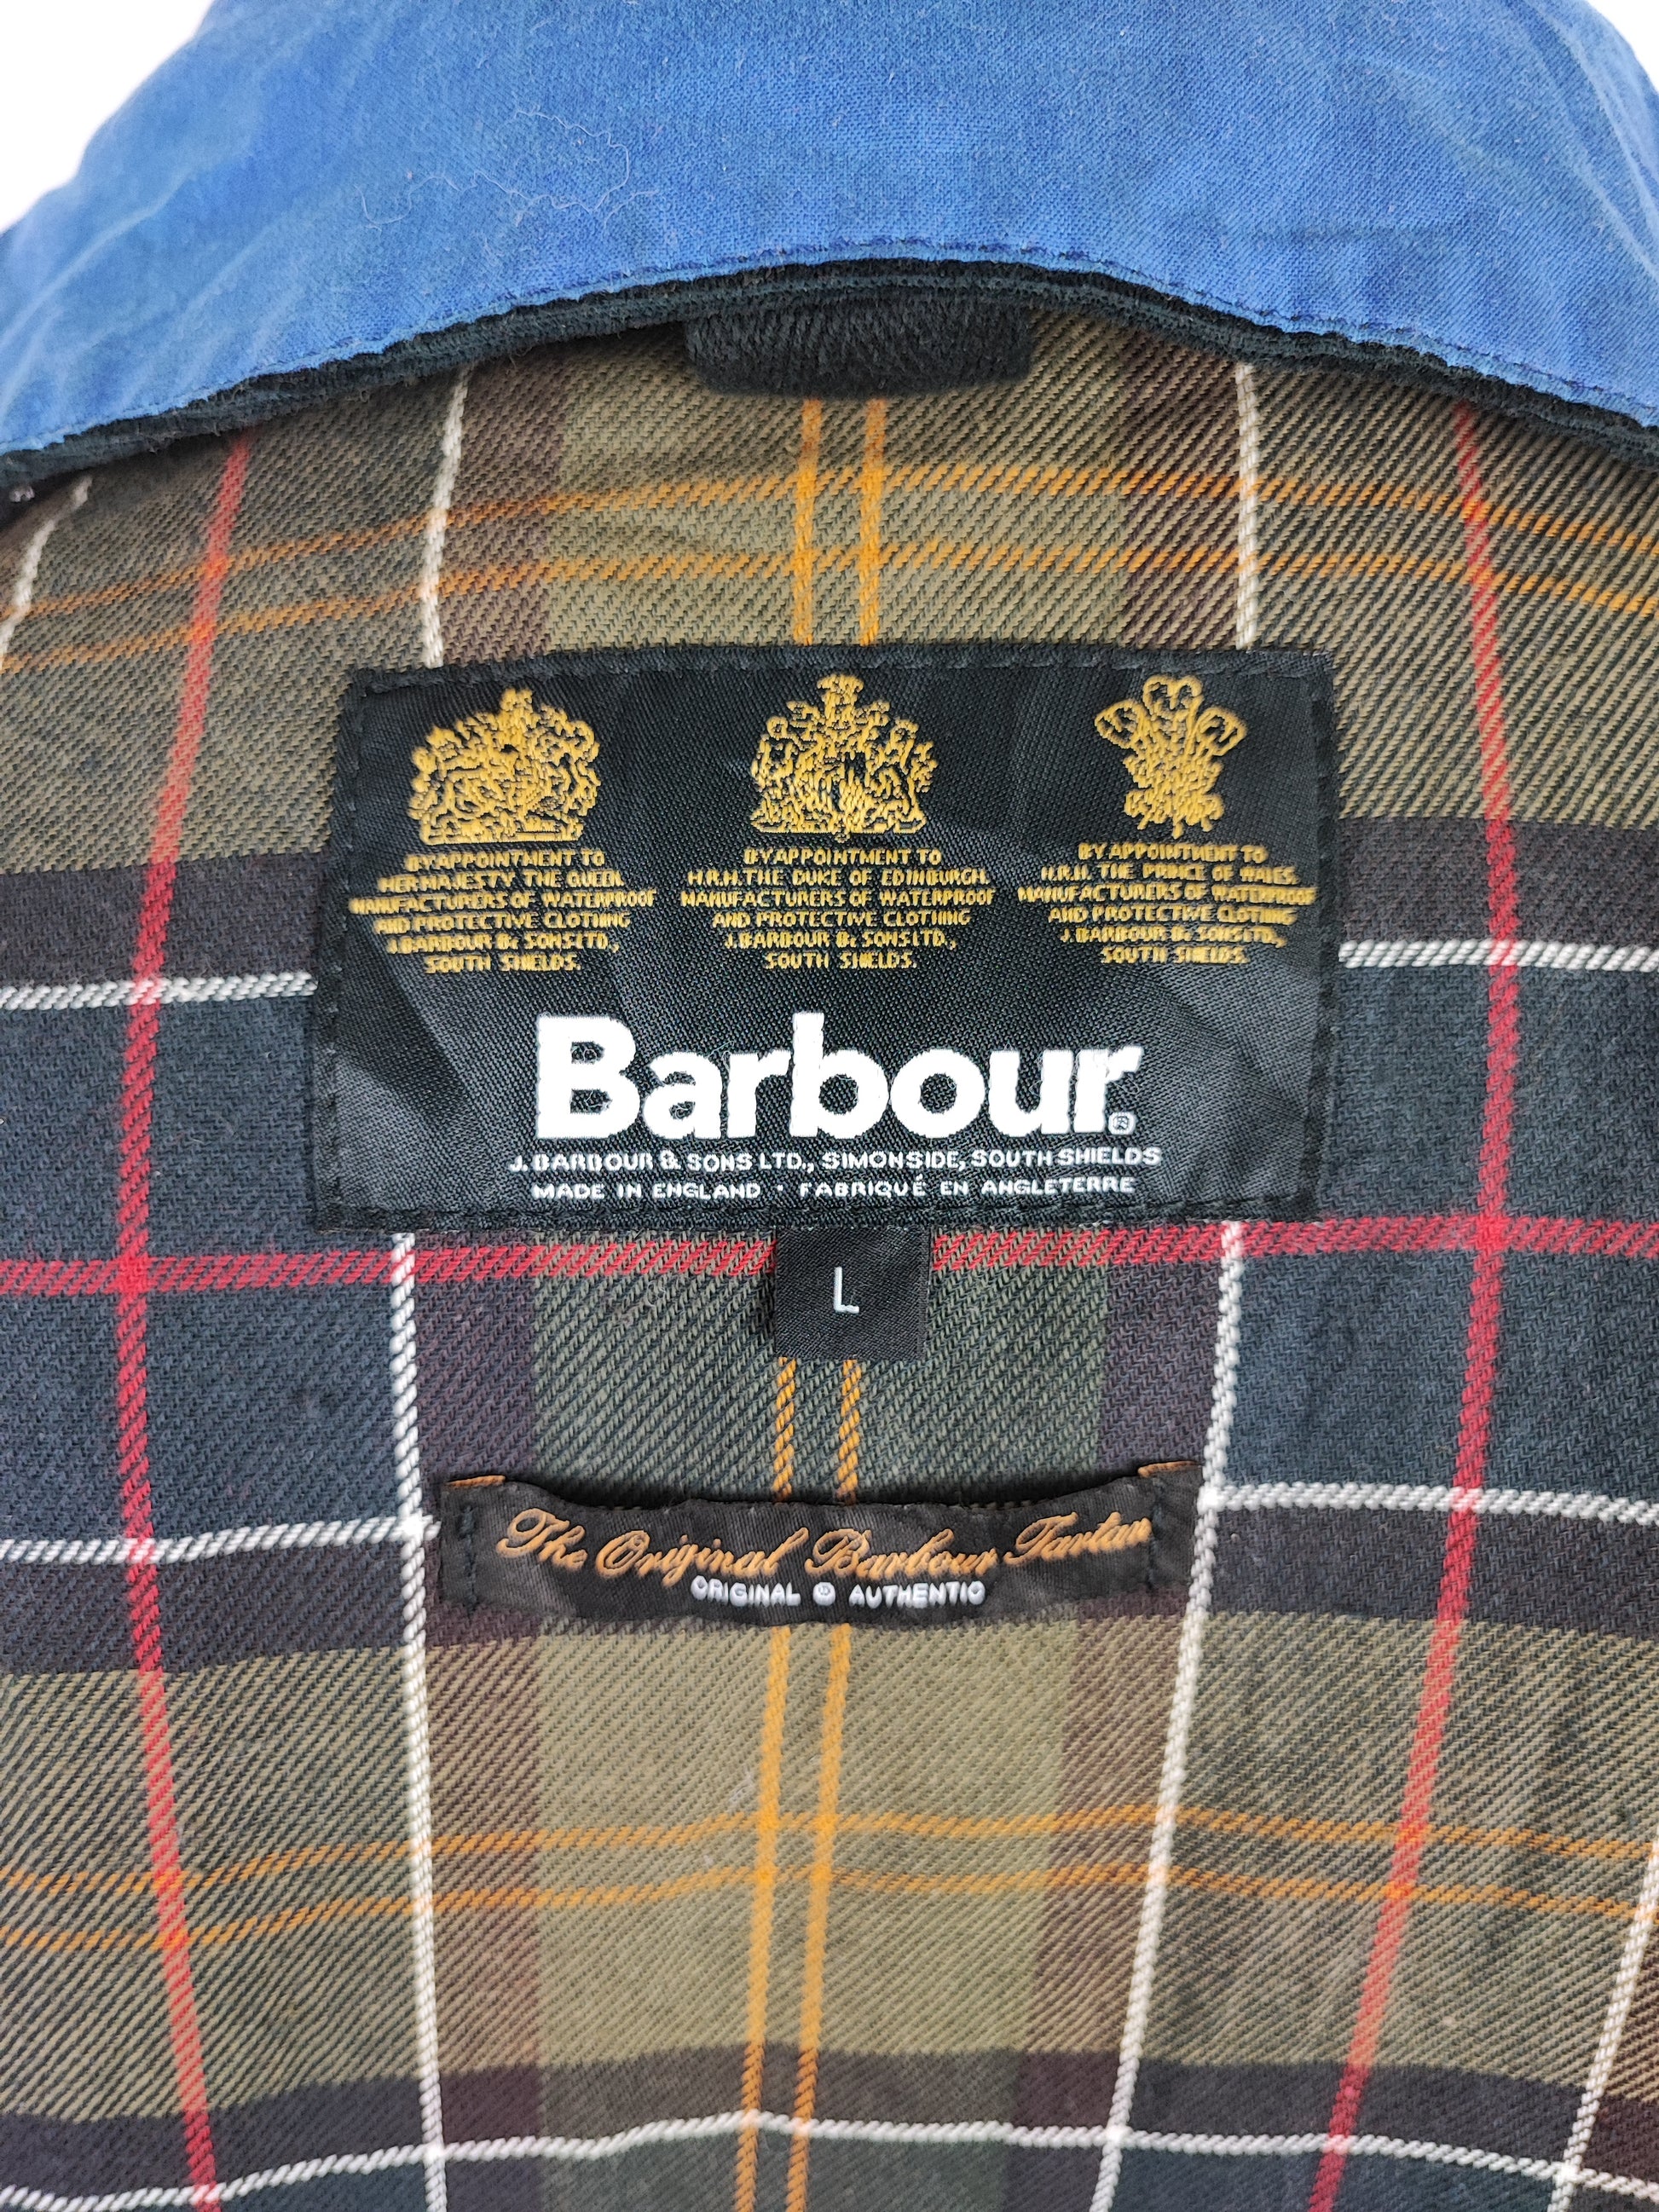 BY APPOINTMENT TO
HER MAJESTY THE QUEEN
MANUFACTURERS OF WATERPROOF
AND PROTECTIVE CLOTHING
J. BARBOUR & SONS LTD.,
SOUTH SHIELDS.
BY APPOINTMENT TO
H.R.H. THE DUKE OF EDINBURGH
MANUFACTURERS OF WATERPROOF
AND PROTECTIVE CLOTHING
J. BARBOUR & SONS LTD.,
SOUTH SHIELDS.
BY APPOINTMENT TO
H.R.H. THE PRINCE OF WALES
MANUFACTURERS OF WATERPROOF
AND PROTECTIVE CLOTHING
J. BARBOUR & SONS LTD.,
SOUTH SHIELDS.
Barbour®
J. BARBOUR & SONS LTD., SIMONSIDE, SOUTH SHIELDS
MADE IN ENGLAND · FABRIQUÉ EN ANGLETERRE
L
The Original Barbour Tartan
ORIGINAL ® AUTHENTIC